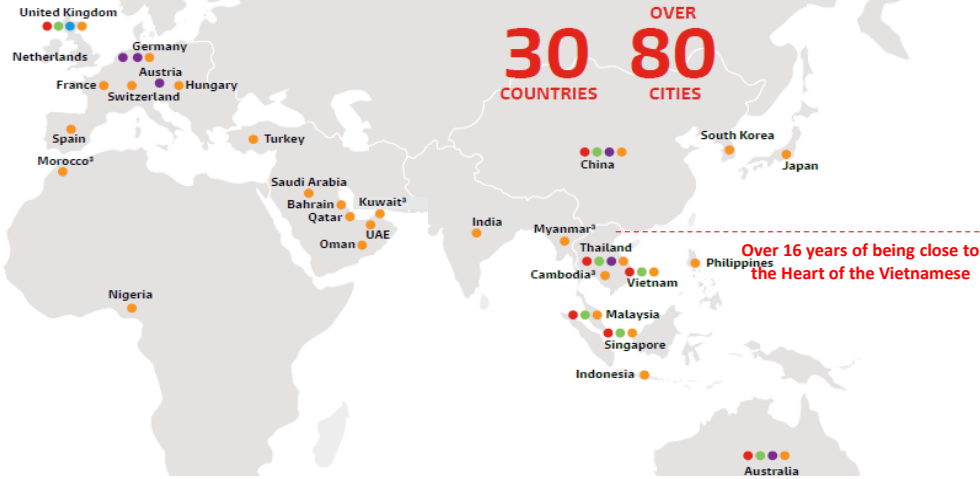 United Kingdom
OVER
30
80
COUNTRIES
CITIES
Netherlands
Germany
Austria
France
Hungary
Switzerland
Spain
Turkey
Morocco³
South Korea
China
Japan
Saudi Arabia
Bahrain
Kuwait³
Qatar
UAE
Oman
India
Myanmar³
Thailand
Over 16 years of being close to
the Heart of the Vietnamese
Philippines
Cambodia³
Vietnam
Nigeria
Malaysia
Singapore
Indonesia
Australia